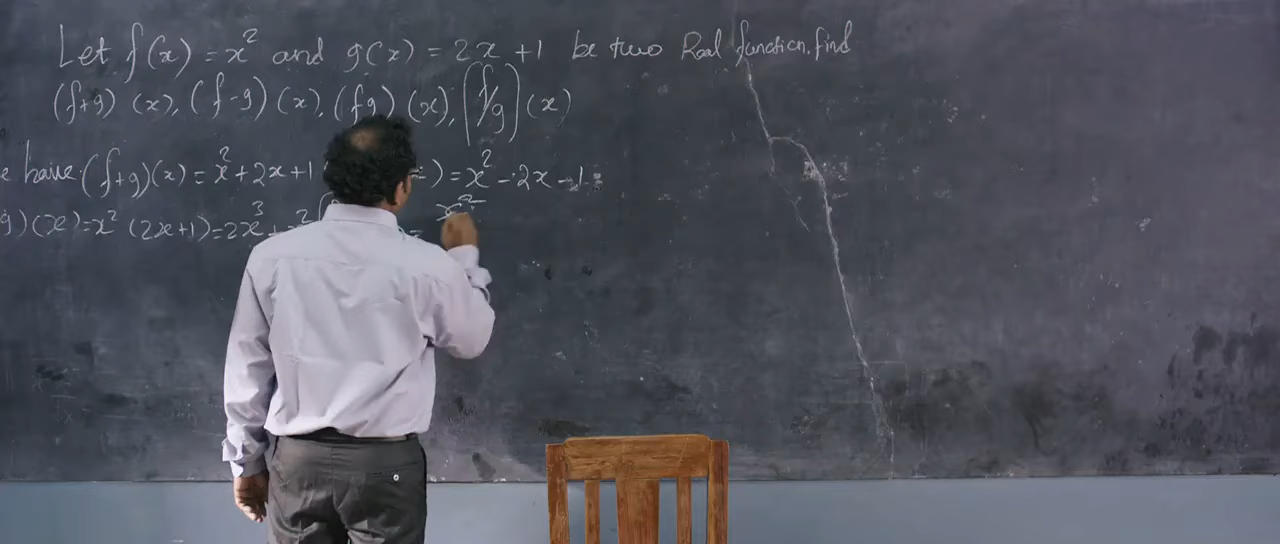 Let f(x) = x² and g(x) = 2x + 1 be two Real function. find
(f+g) (x), (f-g) (x), (fg) (x), (f/g) (x)
have (f+g)(x) = x² + 2x + 1 ) = x² - 2x - 1
g)(x) = x² (2x+1) = 2x³ + = x²